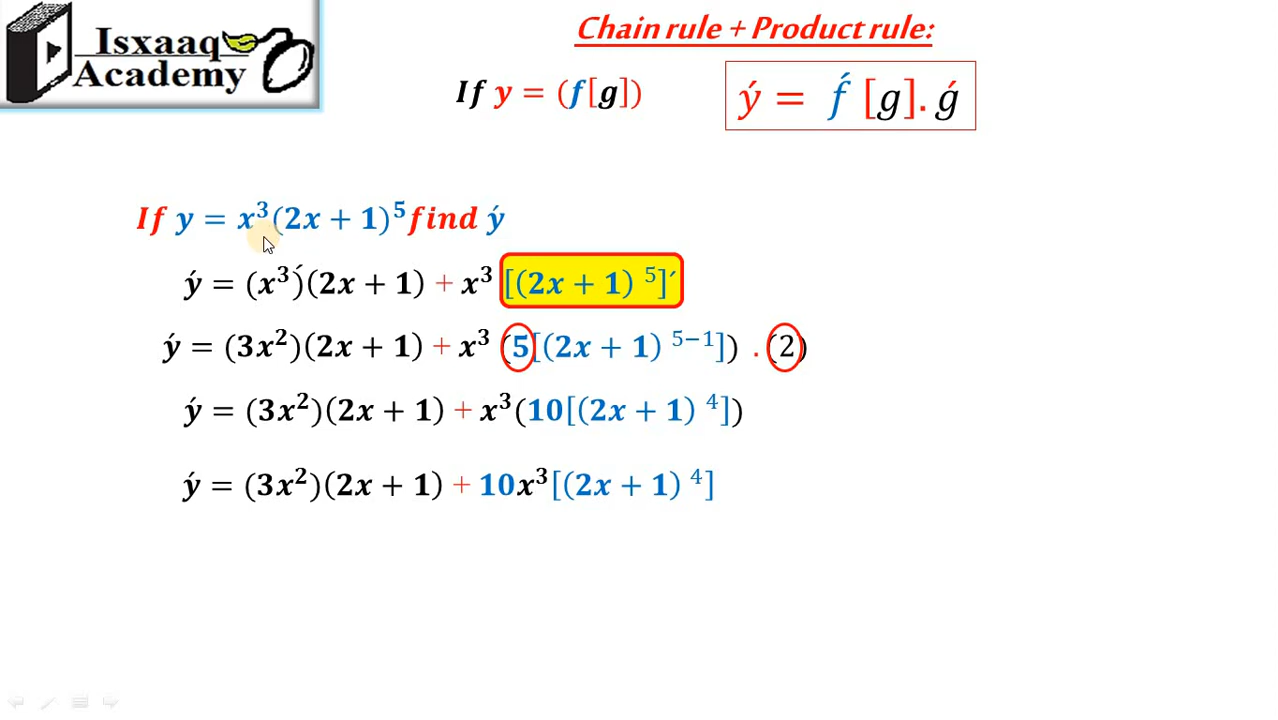 Isxaaq
Academy
Chain rule + Product rule:
If y = (f[g])
ý = f́ [g]. ǵ
If y = x³(2x + 1)⁵find ý
ý = (x³)́(2x + 1) + x³ [(2x + 1) ⁵]′
ý = (3x²)(2x + 1) + x³ (5[(2x + 1) ⁵⁻¹]) . (2)
ý = (3x²)(2x + 1) + x³(10[(2x + 1) ⁴])
ý = (3x²)(2x + 1) + 10x³[(2x + 1) ⁴]